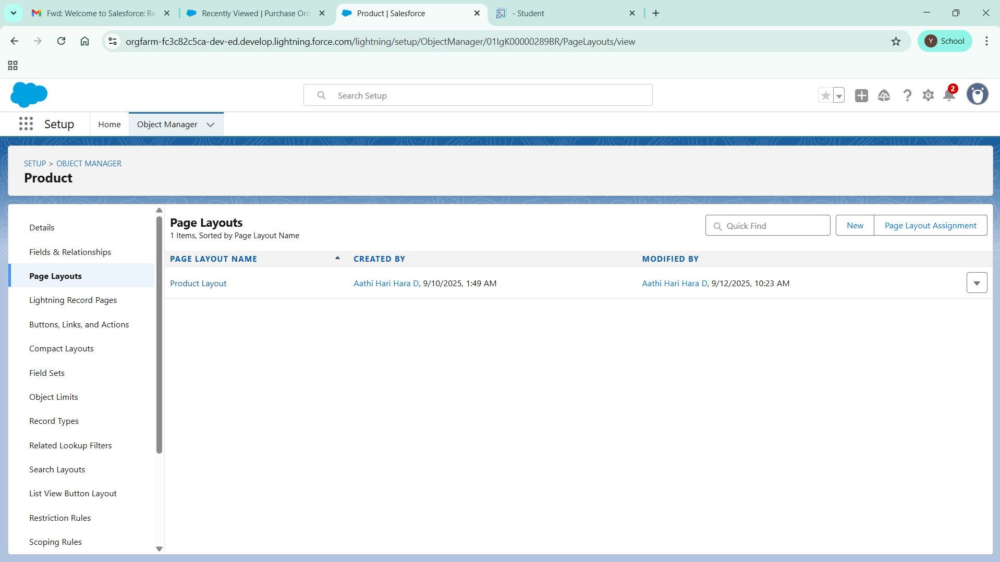 Fwd: Welcome to Salesforce: Re
Recently Viewed | Purchase Ord
Product | Salesforce
- Student
orgfarm-fc3c82c5ca-dev-ed.develop.lightning.force.com/lightning/setup/ObjectManager/01IgK00000289BR/PageLayouts/view
Y School
Search Setup
2
Setup
Home
Object Manager
SETUP > OBJECT MANAGER
Product
Details
Fields & Relationships
Page Layouts
Lightning Record Pages
Buttons, Links, and Actions
Compact Layouts
Field Sets
Object Limits
Record Types
Related Lookup Filters
Search Layouts
List View Button Layout
Restriction Rules
Scoping Rules
Page Layouts
1 Items, Sorted by Page Layout Name
Quick Find
New
Page Layout Assignment
PAGE LAYOUT NAME CREATED BY MODIFIED BY
Product Layout Aathi Hari Hara D, 9/10/2025, 1:49 AM Aathi Hari Hara D, 9/12/2025, 10:23 AM